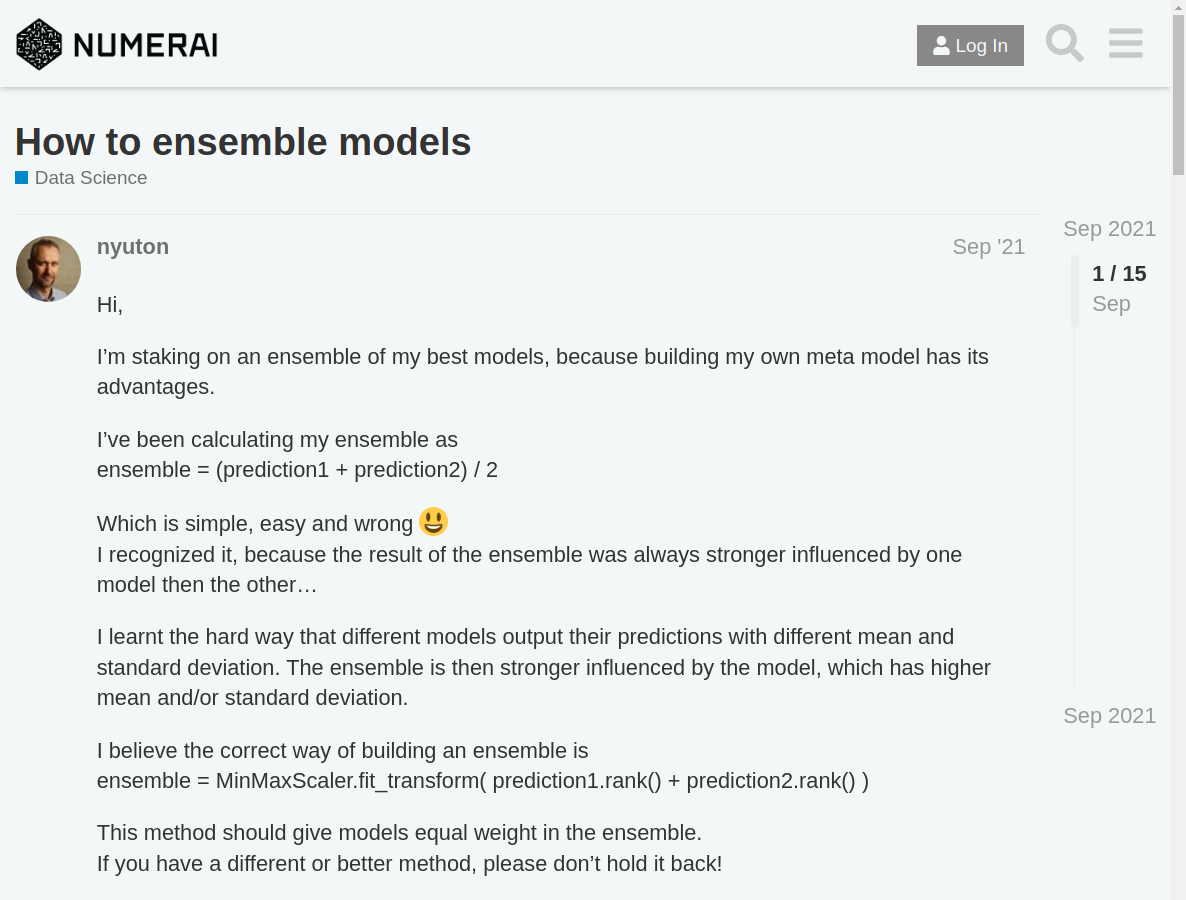 NUMERAI
Log In
How to ensemble models
Data Science
nyuton
Sep '21
Hi,
I’m staking on an ensemble of my best models, because building my own meta model has its
advantages.
I’ve been calculating my ensemble as
ensemble = (prediction1 + prediction2) / 2
Which is simple, easy and wrong
I recognized it, because the result of the ensemble was always stronger influenced by one
model then the other…
I learnt the hard way that different models output their predictions with different mean and
standard deviation. The ensemble is then stronger influenced by the model, which has higher
mean and/or standard deviation.
I believe the correct way of building an ensemble is
ensemble = MinMaxScaler.fit_transform( prediction1.rank() + prediction2.rank() )
This method should give models equal weight in the ensemble.
If you have a different or better method, please don’t hold it back!
Sep 2021
1 / 15
Sep
Sep 2021